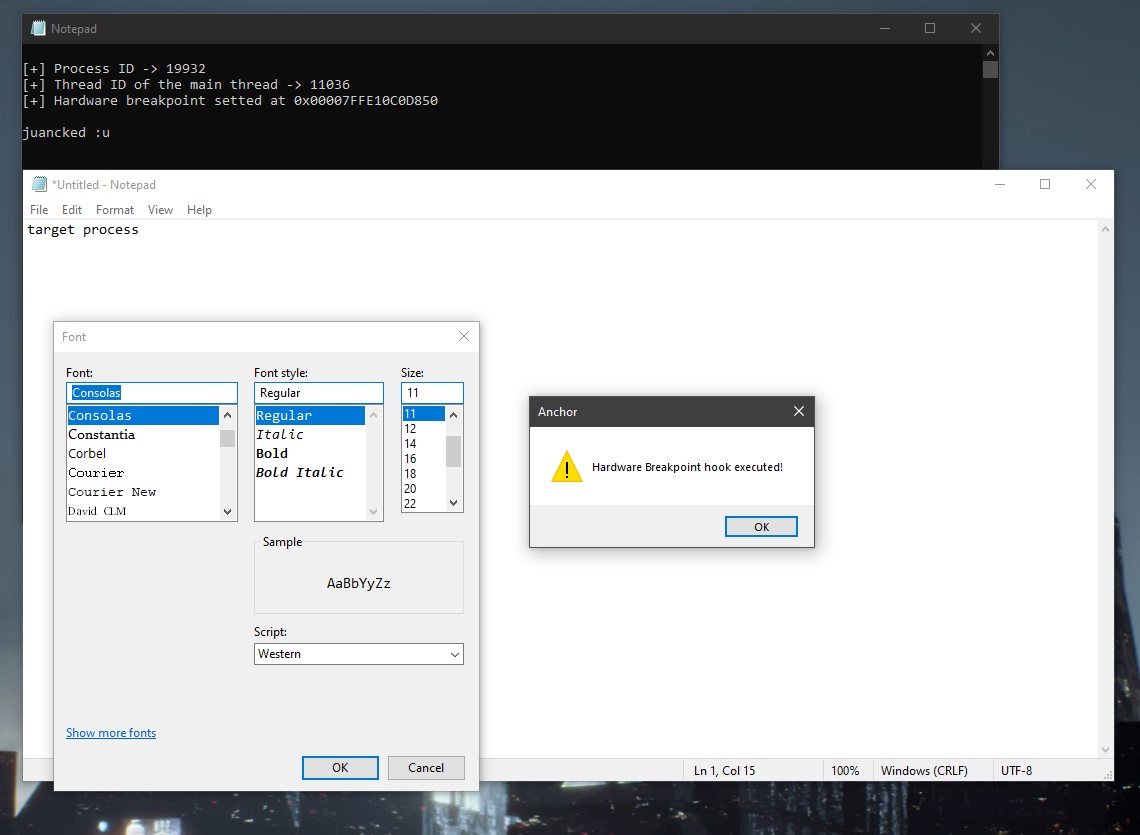 Notepad
[+] Process ID -> 19932
[+] Thread ID of the main thread -> 11036
[+] Hardware breakpoint setted at 0x00007FFE10C0D850
juancked :u
*Untitled - Notepad
File Edit Format View Help
target process
Font
Font: Font style: Size:
Consolas Regular 11
Consolas Regular 11
Constantia Italic 12
Corbel Bold 14
Courier Bold Italic 16
Courier New 18
David CLM 20
22
Sample
AaBbYyZz
Script:
Western
Show more fonts
OK Cancel
Anchor
Hardware Breakpoint hook executed!
OK
Ln 1, Col 15 100% Windows (CRLF) UTF-8